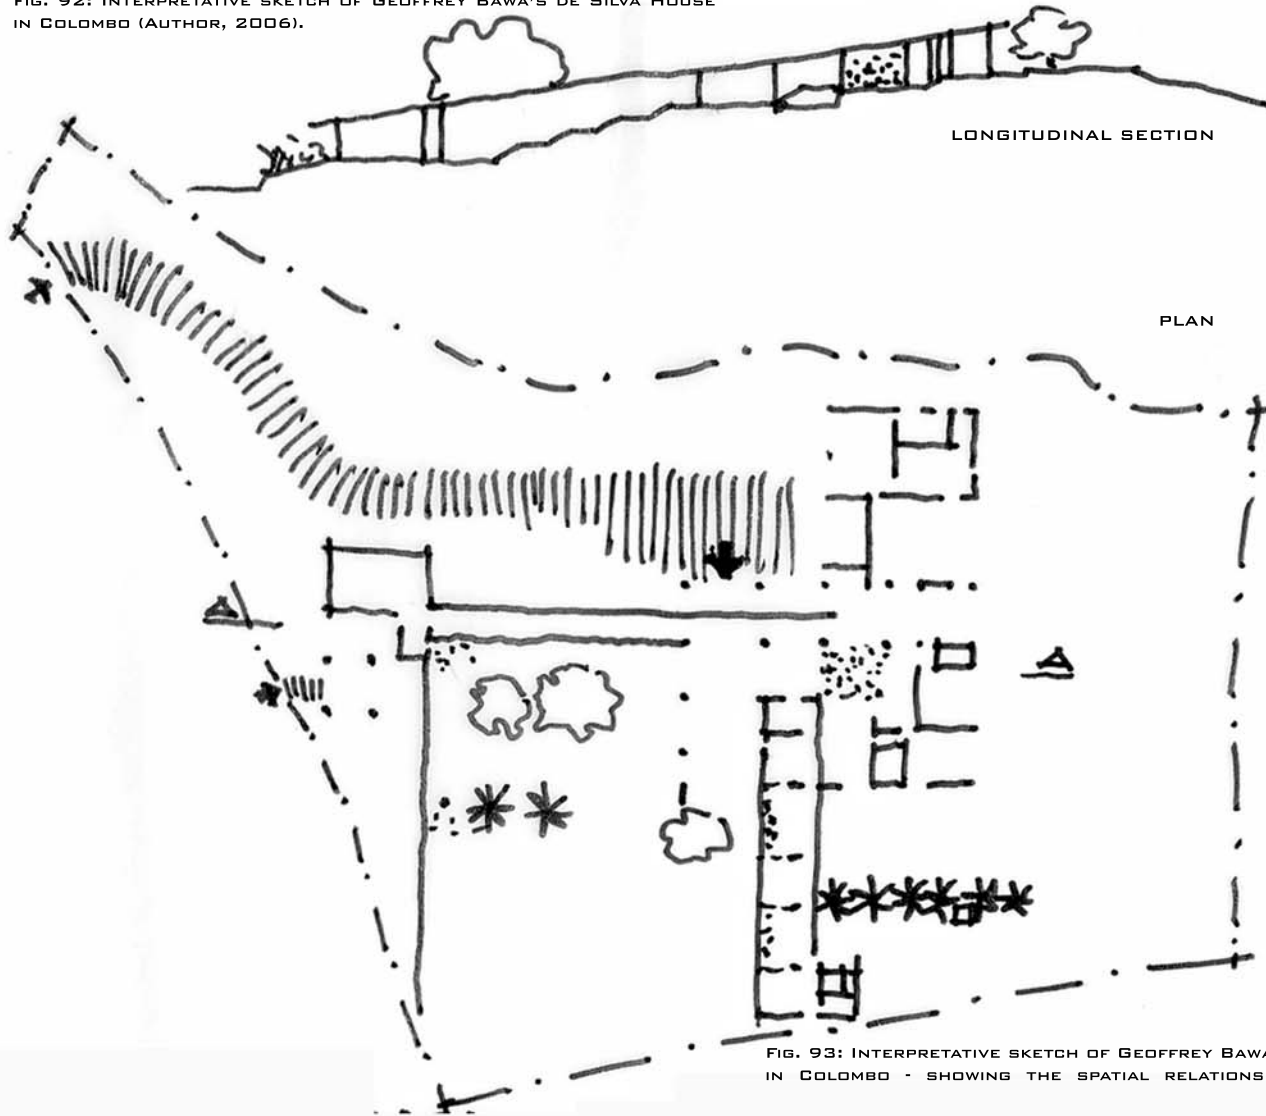 FIG. 92: INTERPRETATIVE SKETCH OF GEOFFREY BAWA'S DE SILVA HOUSE
IN COLOMBO (AUTHOR, 2006).
LONGITUDINAL SECTION
PLAN
FIG. 93: INTERPRETATIVE SKETCH OF GEOFFREY BAWA
IN COLOMBO - SHOWING THE SPATIAL RELATIONS